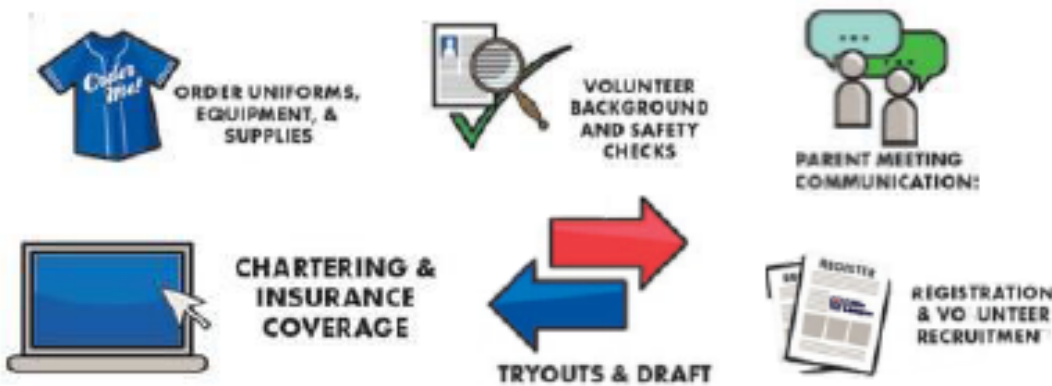 Order
Me!
ORDER UNIFORMS,
EQUIPMENT, &
SUPPLIES
VOLUNTEER
BACKGROUND
AND SAFETY
CHECKS
PARENT MEETING
COMMUNICATION:
CHARTERING &
INSURANCE
COVERAGE
TRYOUTS & DRAFT
REGISTER
REGISTRATION
& VO UNTEER
RECRUITMEN